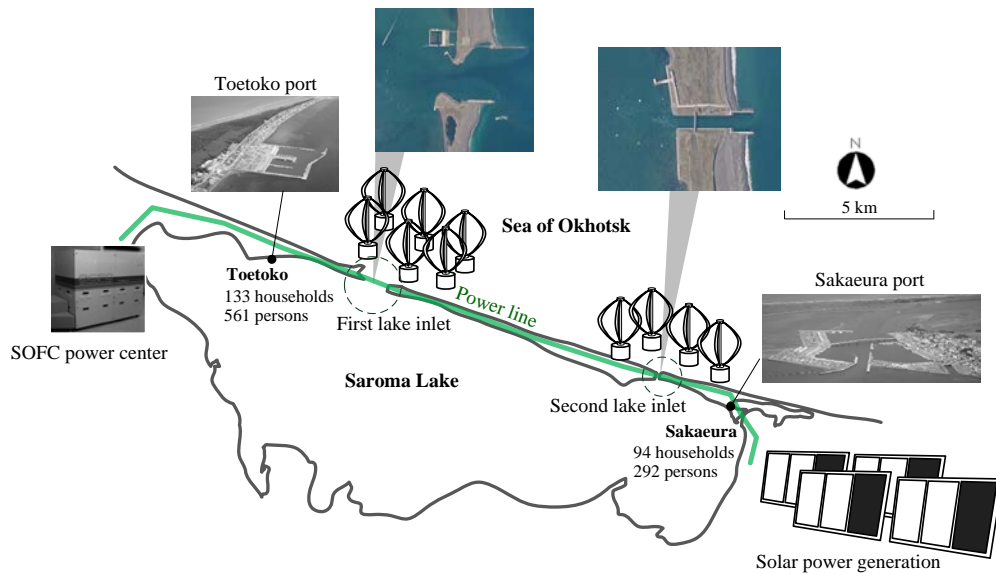 Toetoko port
N
5 km
Sea of Okhotsk
Sakaeura port
Toetoko
133 households
561 persons
First lake inlet
Power line
SOFC power center
Saroma Lake
Second lake inlet
Sakaeura
94 households
292 persons
Solar power generation